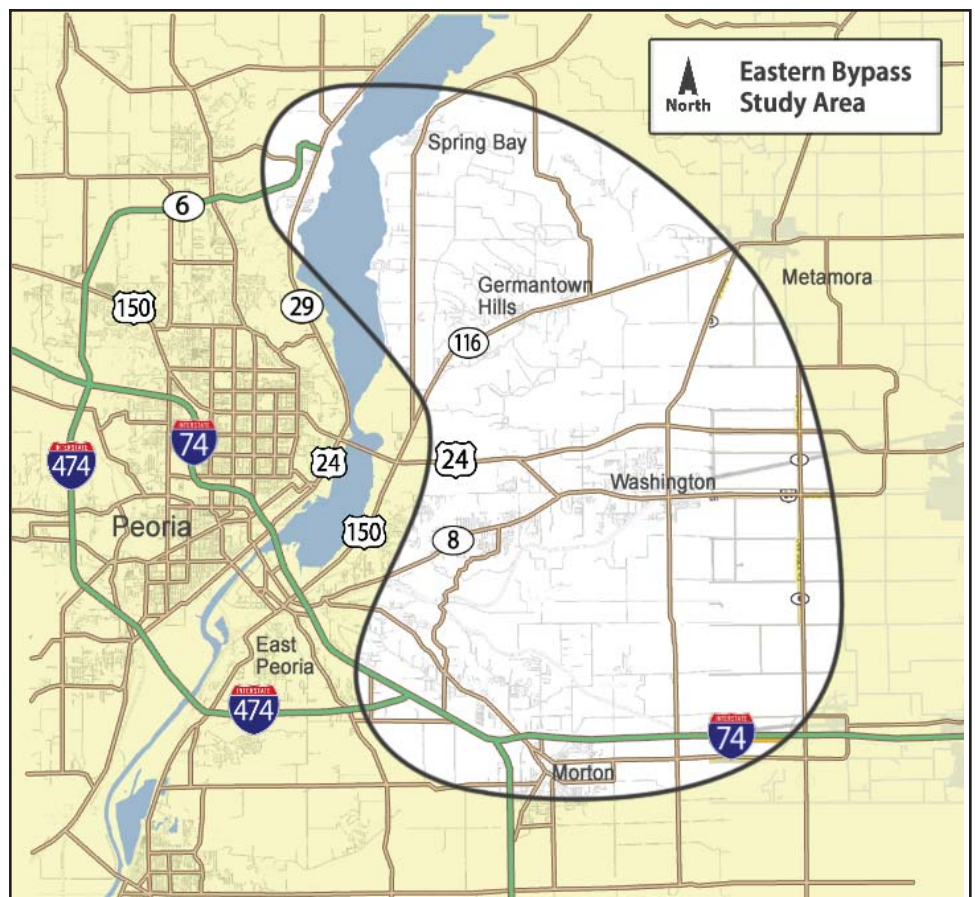 Eastern Bypass
Study Area
North
Spring Bay
6
Metamora
Germantown
Hills
150
29
116
INTERSTATE
74
INTERSTATE
474
24
24
Washington
Peoria
150
8
East
Peoria
INTERSTATE
474
INTERSTATE
74
Morton